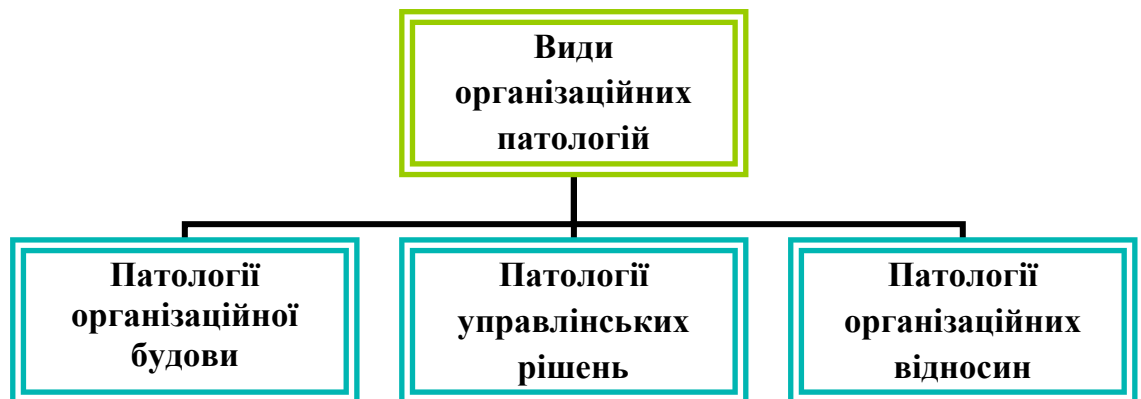 Види
організаційних
патологій
Патології
організаційної
будови
Патології
управлінських
рішень
Патології
організаційних
відносин